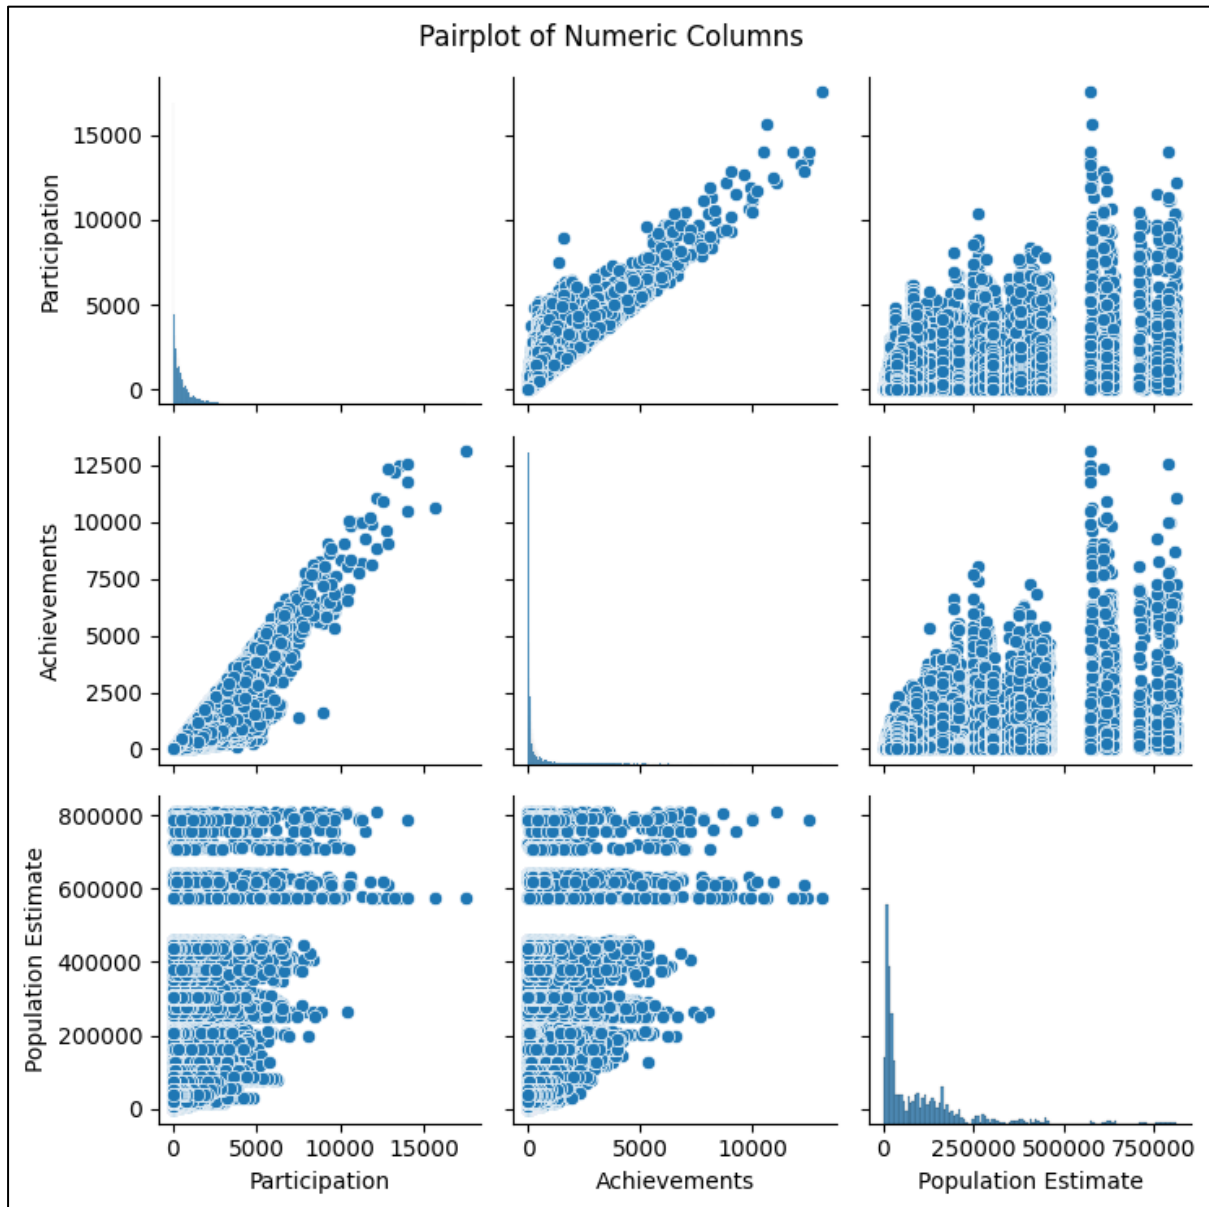 Pairplot of Numeric Columns
15000
10000
5000
0
Participation
12500
10000
7500
5000
2500
0
Achievements
800000
600000
400000
200000
0
Population Estimate
0 5000 10000 15000
Participation
0 5000 10000
Achievements
0 250000 500000 750000
Population Estimate